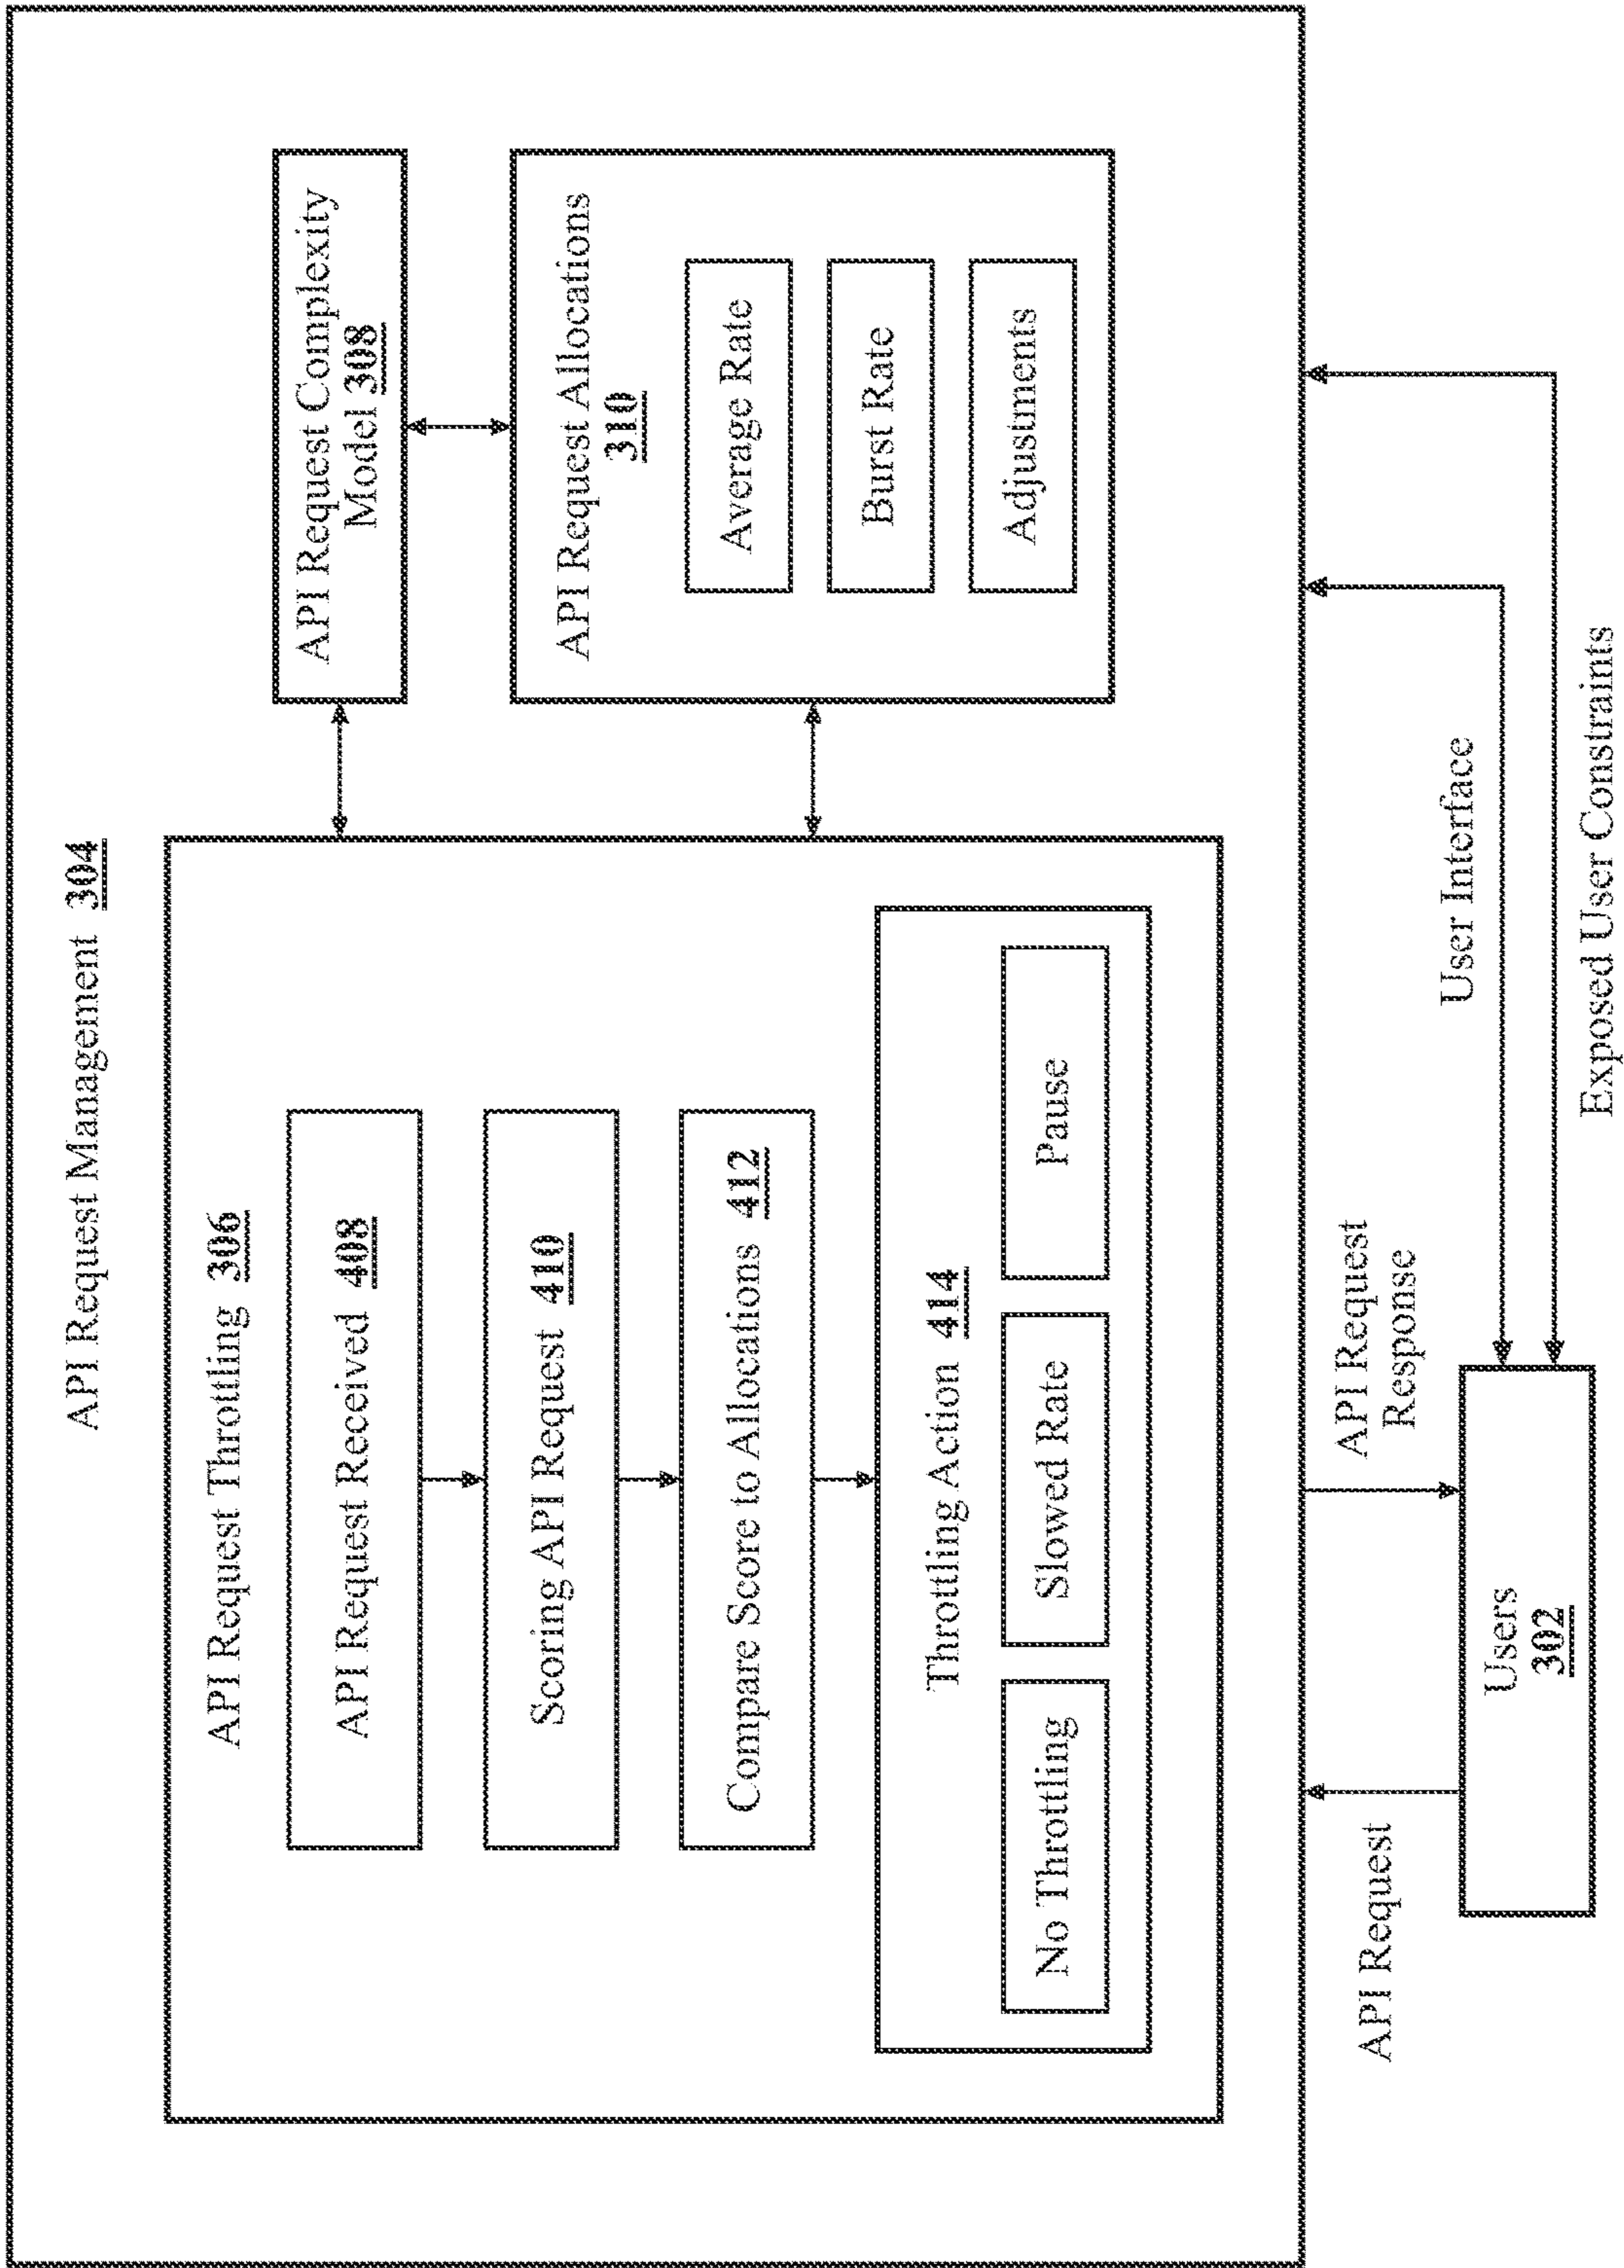 API Request Management 304
API Request Throttling 306
API Request Received 408
Scoring API Request 410
Compare Score to Allocations 412
Throttling Action 414
No Throttling
Slowed Rate
Pause
API Request Complexity
Model 308
API Request Allocations
310
Average Rate
Burst Rate
Adjustments
API Request
API Request
Response
User Interface
Exposed User Constraints
Users
302